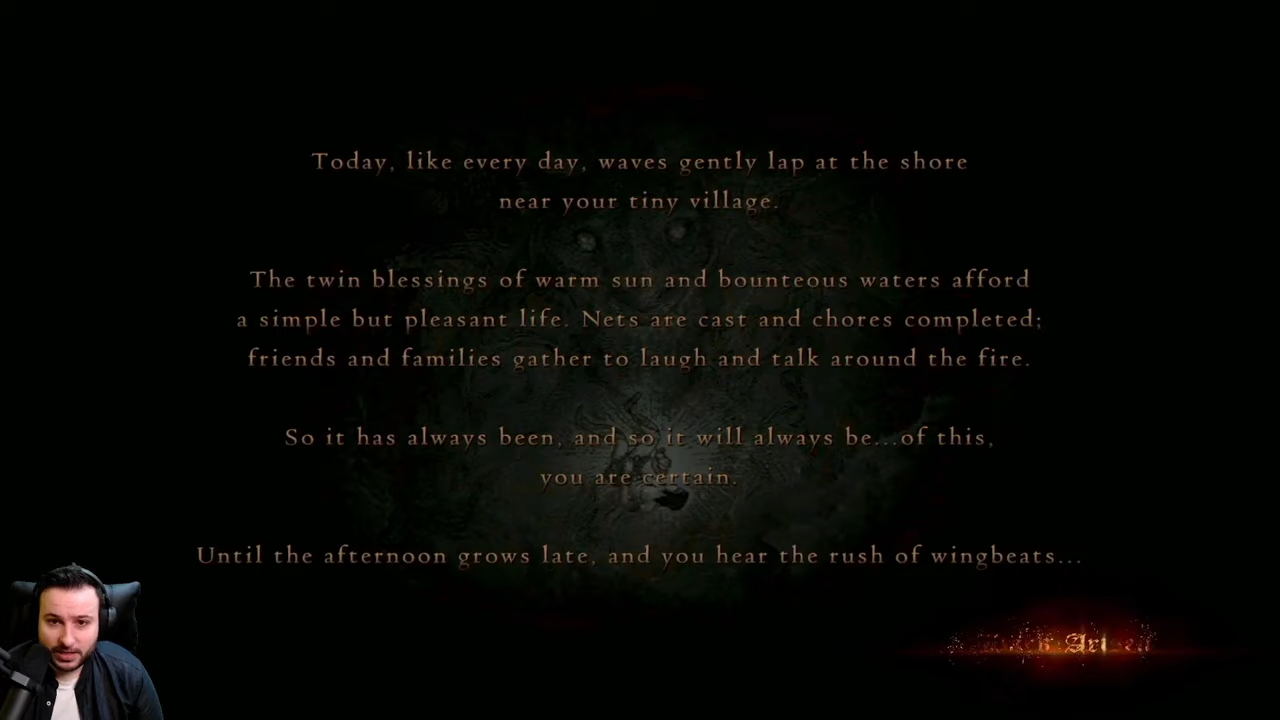 Today, like every day, waves gently lap at the shore
near your tiny village.
The twin blessings of warm sun and bounteous waters afford
a simple but pleasant life. Nets are cast and chores completed;
friends and families gather to laugh and talk around the fire.
So it has always been, and so it will always be...of this,
you are certain.
Until the afternoon grows late, and you hear the rush of wingbeats...